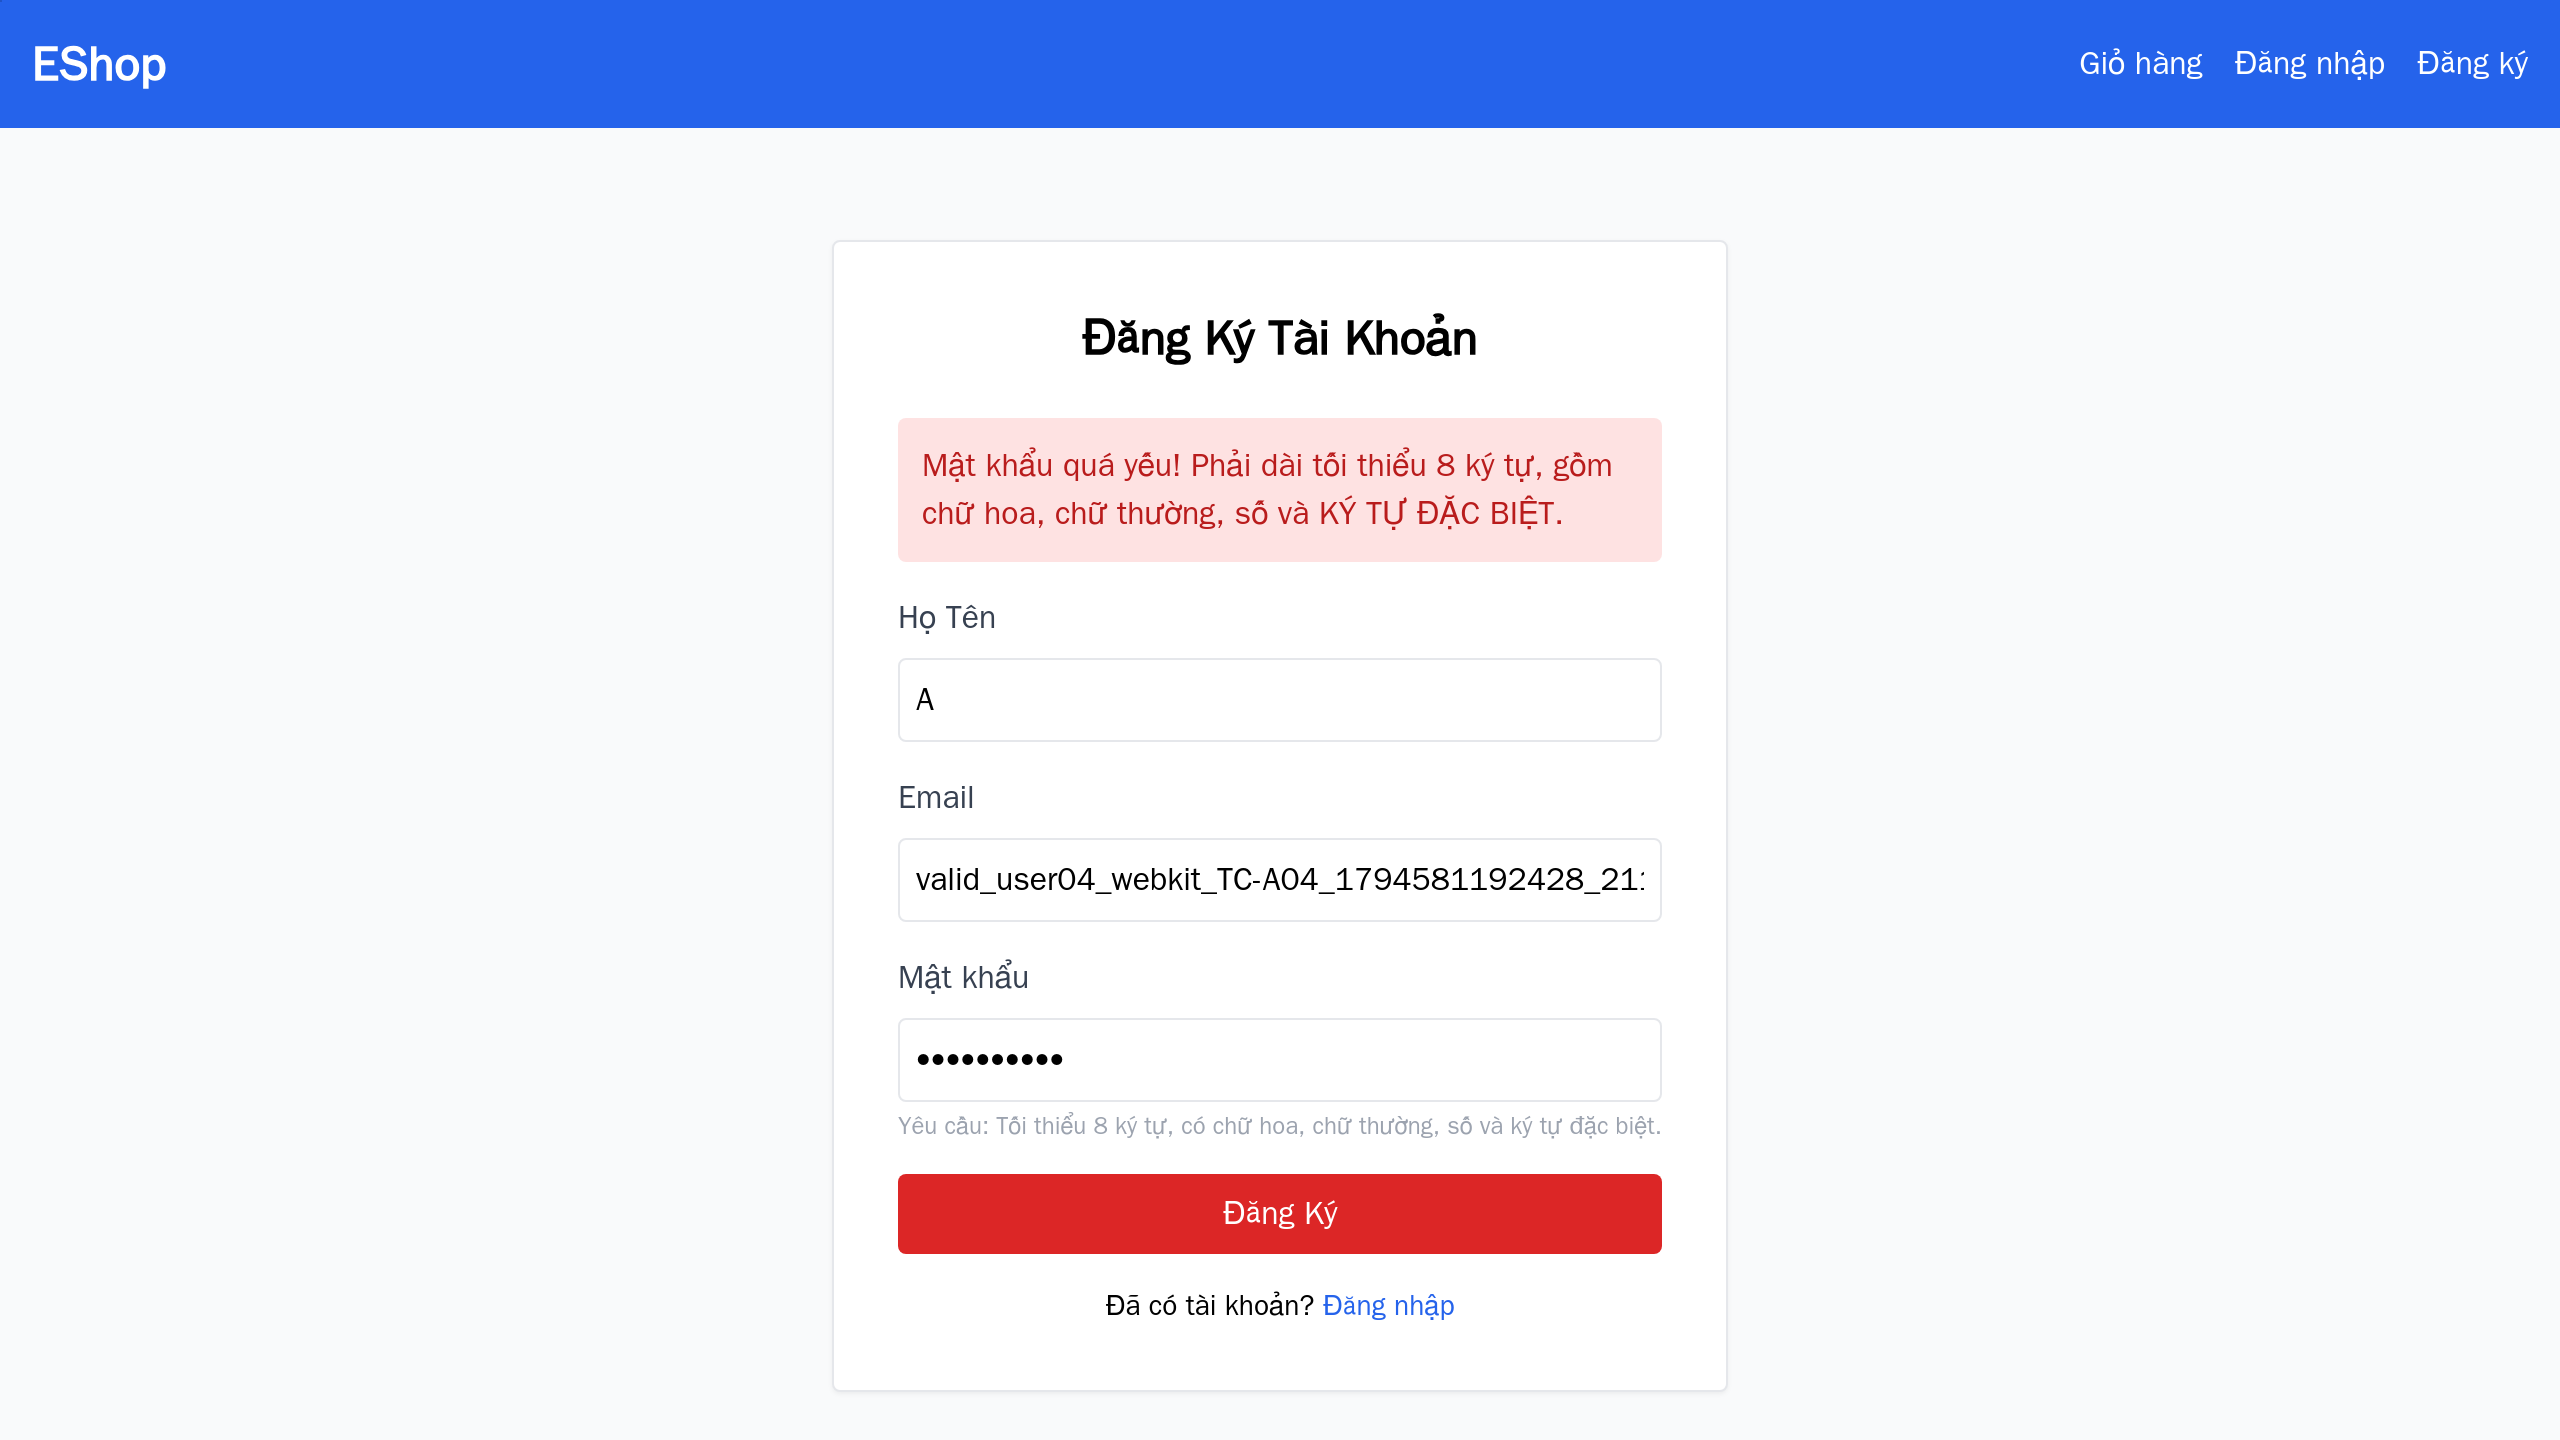 EShop
Giỏ hàng
Đăng nhập
Đăng ký
Đăng Ký Tài Khoản
Mật khẩu quá yếu! Phải dài tối thiểu 8 ký tự, gồm
chữ hoa, chữ thường, số và KÝ TỰ ĐẶC BIỆT.
Họ Tên
A
Email
valid_user04_webkit_TC-A04_1794581192428_211
Mật khẩu
••••••••••
Yêu cầu: Tối thiểu 8 ký tự, có chữ hoa, chữ thường, số và ký tự đặc biệt.
Đăng Ký
Đã có tài khoản? Đăng nhập